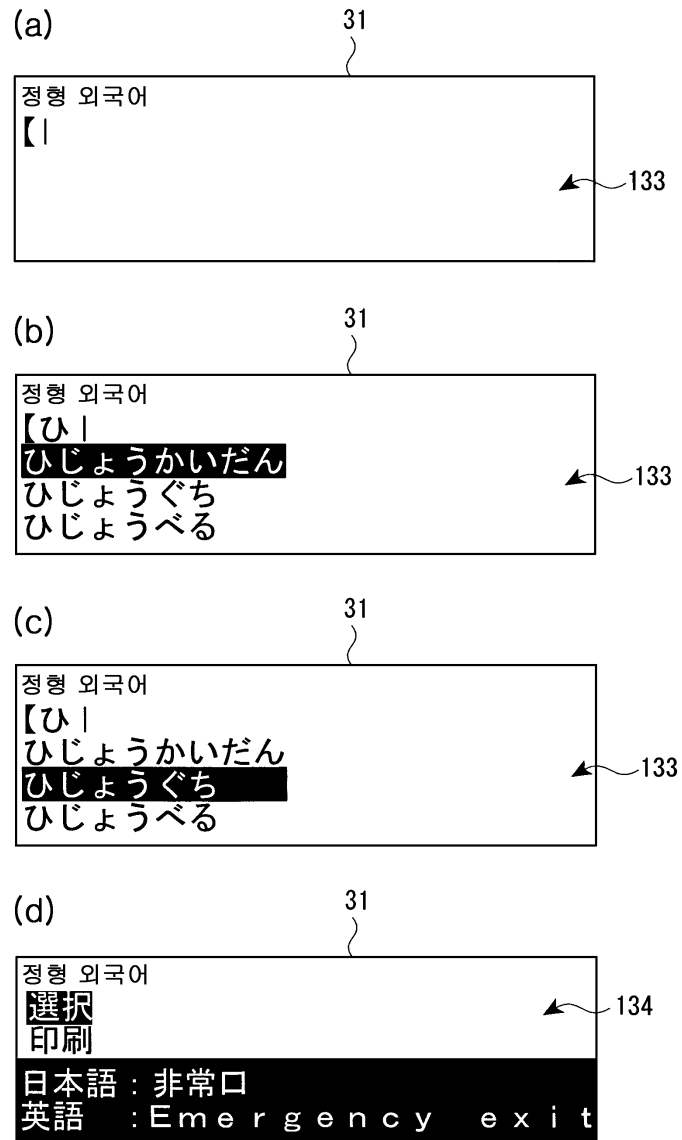 (a)
31
정형 외국어
【|
133
(b)
31
정형 외국어
【ひ|
ひじょうかいだん
ひじょうぐち
ひじょうべる
133
(c)
31
정형 외국어
【ひ|
ひじょうかいだん
ひじょうぐち
ひじょうべる
133
(d)
31
정형 외국어
選択
印刷
134
日本語：非常口
英語　：Ｅｍｅｒｇｅｎｃｙ　ｅｘｉｔ